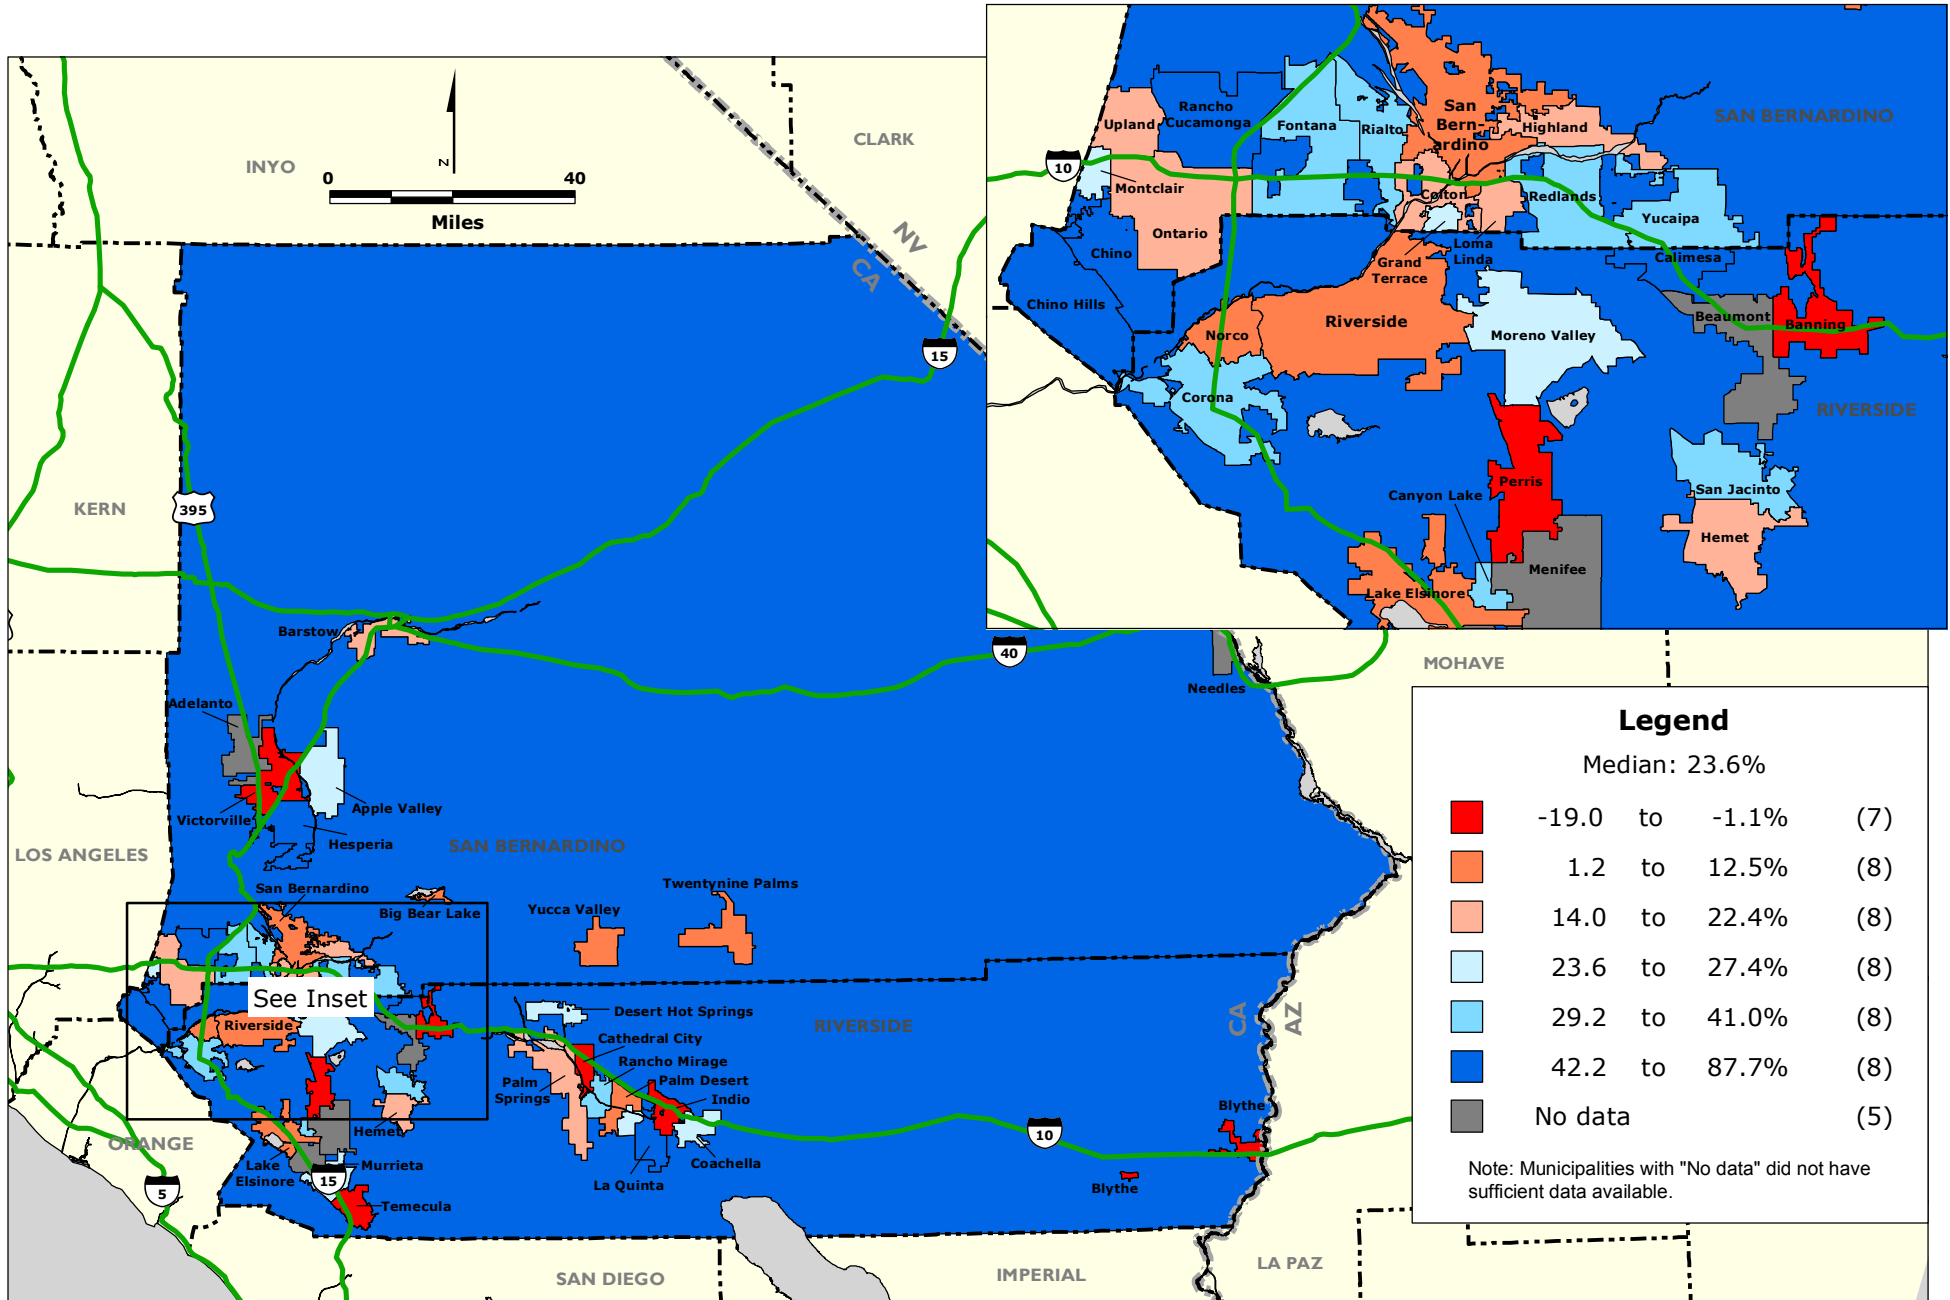 INYO
CLARK
0
40
Miles
N
NV
CA
15
KERN
395
Barstow
40
Needles
MOHAVE
Adelanto
Victorville
Apple Valley
Hesperia
LOS ANGELES
SAN BERNARDINO
San Bernardino
Big Bear Lake
Yucca Valley
Twentynine Palms
See Inset
Riverside
Desert Hot Springs
RIVERSIDE
CA
AZ
Cathedral City
Rancho Mirage
Palm Desert
Indio
Palm
Springs
Hemet
Coachella
La Quinta
10
Blythe
Blythe
ORANGE
Lake
Elsinore
Murrieta
15
Temecula
5
SAN DIEGO
IMPERIAL
LA PAZ
Upland
Rancho
Cucamonga
Fontana
Rialto
San
Bern-
ardino
Highland
SAN BERNARDINO
10
Montclair
Colton
Redlands
Yucaipa
Ontario
Chino
Grand
Terrace
Loma
Linda
Calimesa
Chino Hills
Norco
Riverside
Moreno Valley
Beaumont
Banning
Corona
RIVERSIDE
Canyon Lake
Perris
San Jacinto
Hemet
Menifee
Lake Elsinore
Legend
Median: 23.6%
-19.0 to -1.1% (7)
1.2 to 12.5% (8)
14.0 to 22.4% (8)
23.6 to 27.4% (8)
29.2 to 41.0% (8)
42.2 to 87.7% (8)
No data (5)
Note: Municipalities with "No data" did not have
sufficient data available.